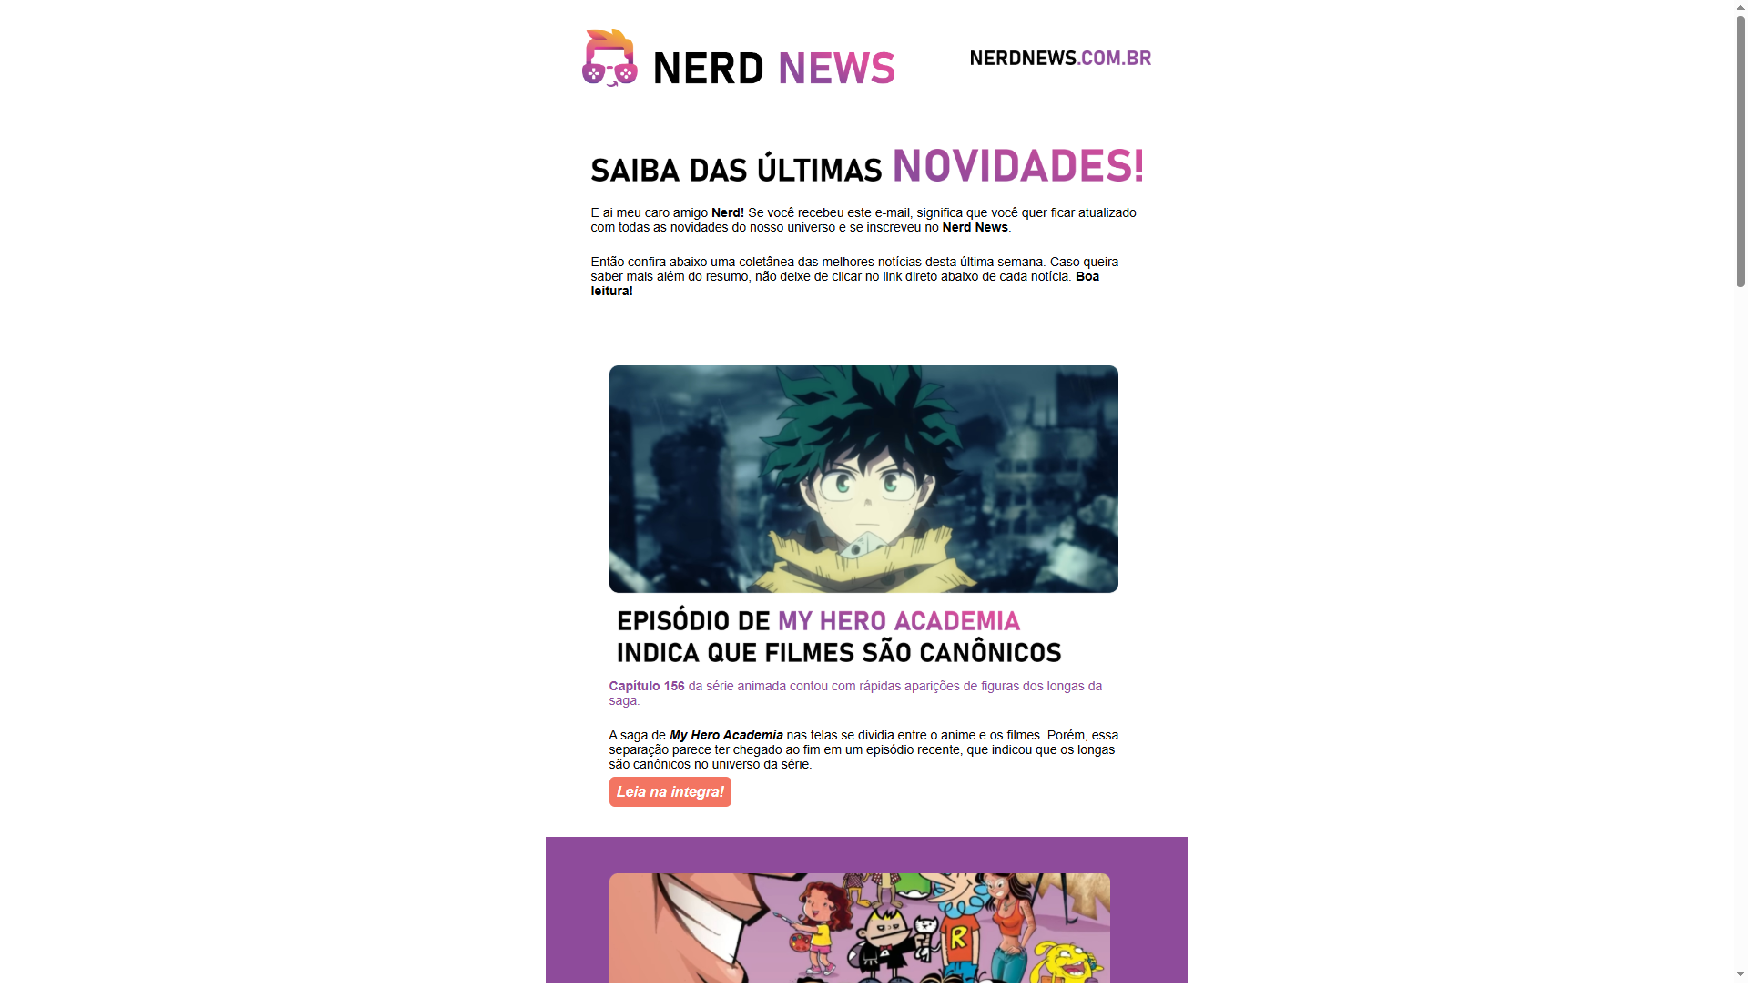 NERD NEWS
NERDNEWS.COM.BR
SAIBA DAS ÚLTIMAS NOVIDADES!
E ai meu caro amigo Nerd! Se você recebeu este e-mail, significa que você quer ficar atualizado
com todas as novidades do nosso universo e se inscreveu no Nerd News.
Então confira abaixo uma coletânea das melhores notícias desta última semana. Caso queira
saber mais além do resumo, não deixe de clicar no link direto abaixo de cada notícia. Boa
leitura!
EPISÓDIO DE MY HERO ACADEMIA
INDICA QUE FILMES SÃO CANÔNICOS
Capítulo 156 da série animada contou com rápidas aparições de figuras dos longas da
saga.
A saga de My Hero Academia nas telas se dividia entre o anime e os filmes. Porém, essa
separação parece ter chegado ao fim em um episódio recente, que indicou que os longas
são canônicos no universo da série.
Leia na integra!
R